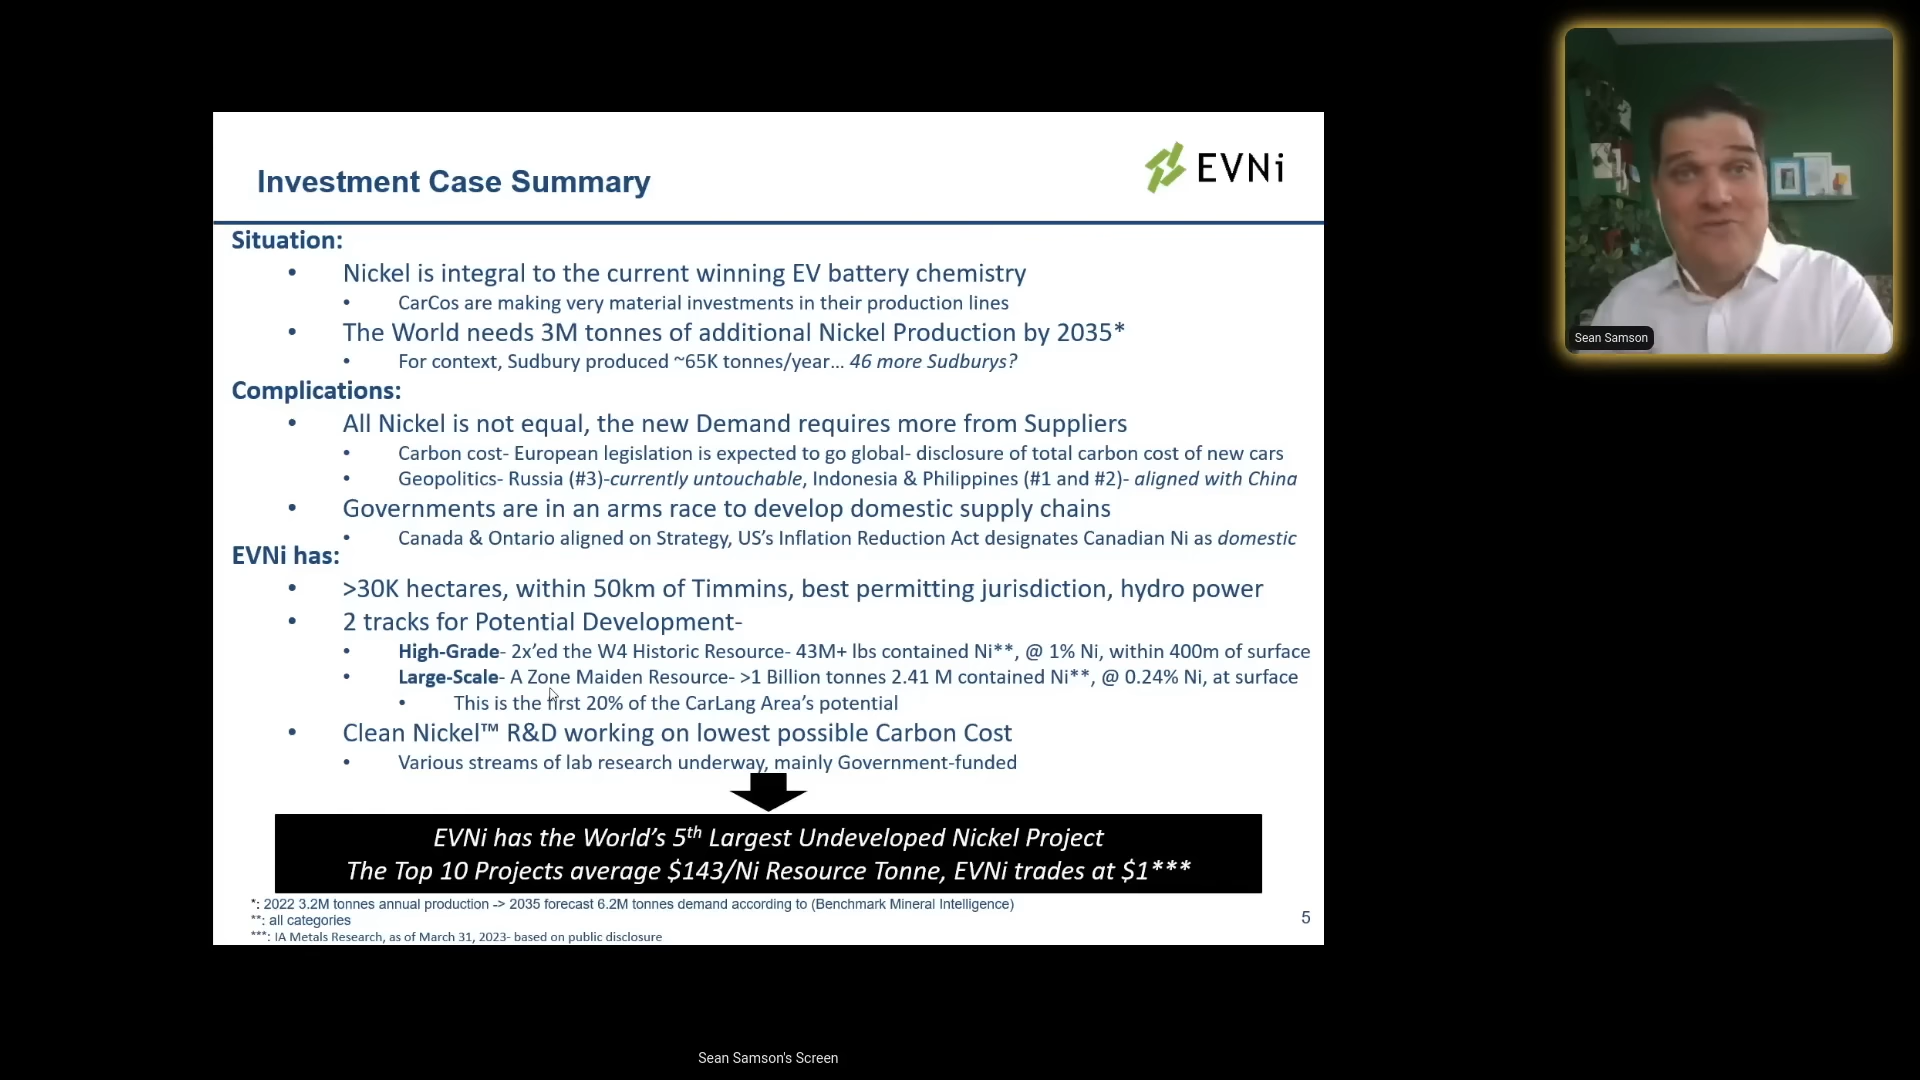 Investment Case Summary
EVNi
Situation:
• Nickel is integral to the current winning EV battery chemistry
• CarCos are making very material investments in their production lines
• The World needs 3M tonnes of additional Nickel Production by 2035*
• For context, Sudbury produced ~65K tonnes/year… 46 more Sudburys?
Complications:
• All Nickel is not equal, the new Demand requires more from Suppliers
• Carbon cost- European legislation is expected to go global- disclosure of total carbon cost of new cars
• Geopolitics- Russia (#3)-currently untouchable, Indonesia & Philippines (#1 and #2)- aligned with China
• Governments are in an arms race to develop domestic supply chains
• Canada & Ontario aligned on Strategy, US’s Inflation Reduction Act designates Canadian Ni as domestic
EVNi has:
• >30K hectares, within 50km of Timmins, best permitting jurisdiction, hydro power
• 2 tracks for Potential Development-
• High-Grade- 2x’ed the W4 Historic Resource- 43M+ lbs contained Ni**, @ 1% Ni, within 400m of surface
• Large-Scale- A Zone Maiden Resource- >1 Billion tonnes 2.41 M contained Ni**, @ 0.24% Ni, at surface
• This is the first 20% of the CarLang Area’s potential
• Clean Nickel™ R&D working on lowest possible Carbon Cost
• Various streams of lab research underway, mainly Government-funded
EVNi has the World’s 5th Largest Undeveloped Nickel Project
The Top 10 Projects average $143/Ni Resource Tonne, EVNi trades at $1***
*: 2022 3.2M tonnes annual production -> 2035 forecast 6.2M tonnes demand according to (Benchmark Mineral Intelligence)
**: all categories
***: IA Metals Research, as of March 31, 2023- based on public disclosure
5
Sean Samson
Sean Samson's Screen